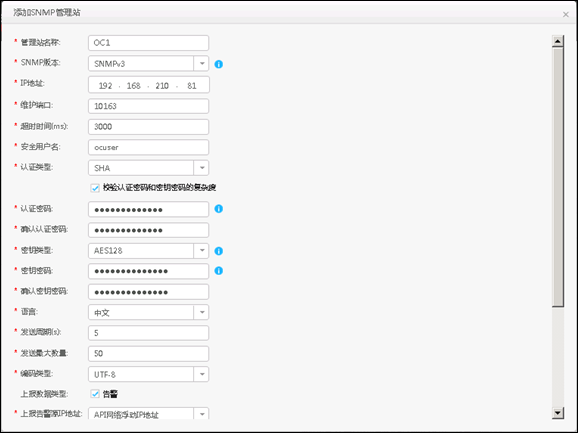 添加SNMP管理站
* 管理站名称: OC1
* SNMP版本: SNMPv3
* IP地址: 192 . 168 . 210 . 81
* 维护端口: 10163
* 超时时间(ms): 3000
* 安全用户名: ocuser
* 认证类型: SHA
校验认证密码和密钥密码的复杂度
* 认证密码: ●●●●●●●●●●●●●
* 确认认证密码: ●●●●●●●●●●●●●
* 密钥类型: AES128
* 密钥密码: ●●●●●●●●●●●●●●
* 确认密钥密码: ●●●●●●●●●●●●●●
* 语言: 中文
* 发送周期(s): 5
* 发送最大数量: 50
* 编码类型: UTF-8
上报数据类型: 告警
* 上报告警源IP地址: API网络浮动IP地址